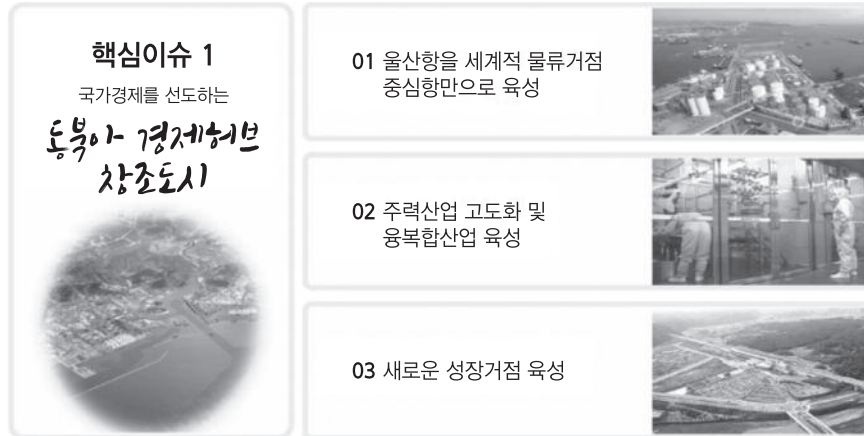 핵심이슈 1
국가경제를 선도하는
동북아 경제허브
창조도시
01 울산항을 세계적 물류거점
중심항만으로 육성
02 주력산업 고도화 및
융복합산업 육성
03 새로운 성장거점 육성